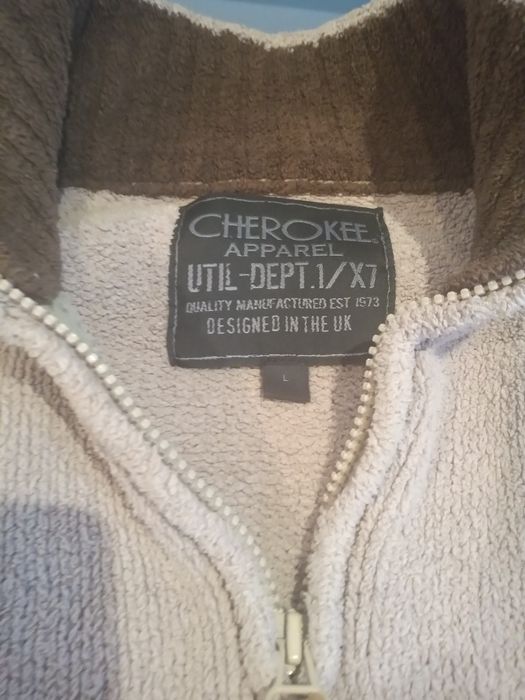 CHEROKEE®
APPAREL
UTIL-DEPT.1/X7
QUALITY MANUFACTURED EST 1973
DESIGNED IN THE UK
L